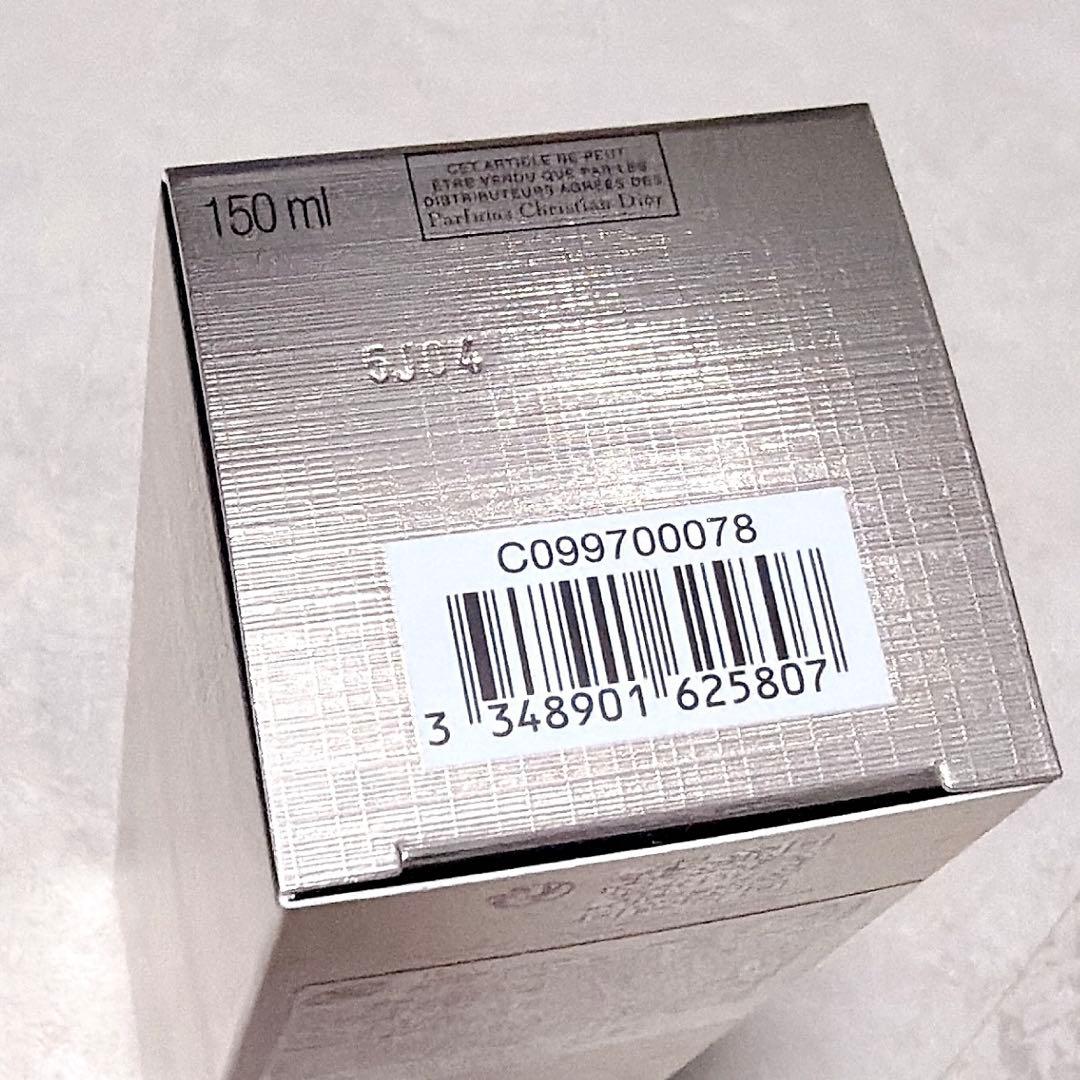 150 ml
CET ARTICLE NE PEUT
ÊTRE VENDU QUE PAR LES
DISTRIBUTEURS AGRÉÉS DES
Parfums Christian Dior
6J04
C099700078
3 348901 625807